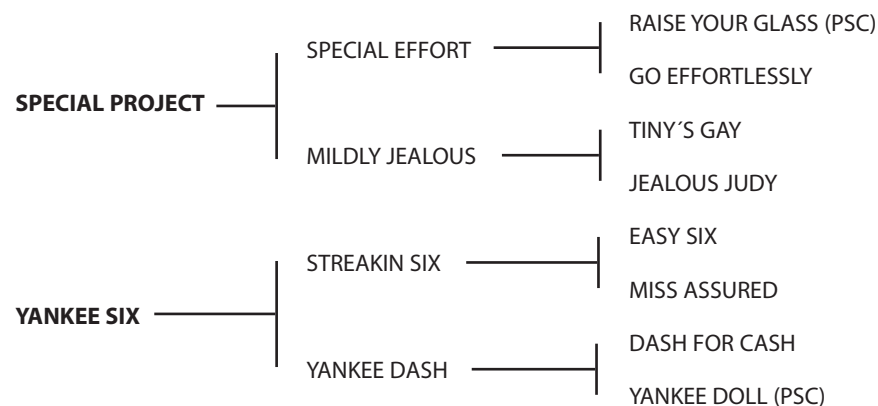 RAISE YOUR GLASS (PSC)
SPECIAL EFFORT
GO EFFORTLESSLY
SPECIAL PROJECT
TINY´S GAY
MILDLY JEALOUS
JEALOUS JUDY
EASY SIX
STREAKIN SIX
MISS ASSURED
YANKEE SIX
DASH FOR CASH
YANKEE DASH
YANKEE DOLL (PSC)